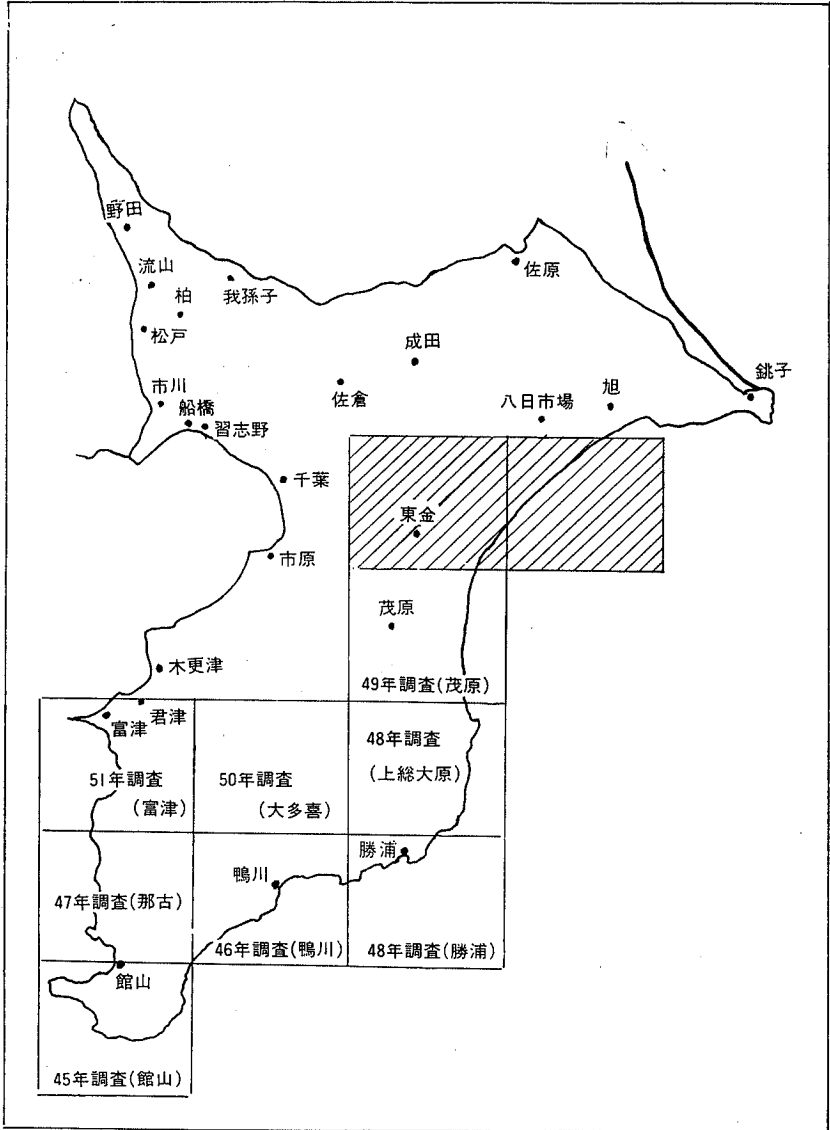 野田
流山
柏
我孫子
松戸
佐原
成田
佐倉
銚子
旭
八日市場
市川
船橋
習志野
千葉
東金
市原
茂原
木更津
49年調査(茂原)
君津
富津
48年調査
(上総大原)
51年調査
(富津)
50年調査
(大多喜)
勝浦
鴨川
47年調査(那古)
46年調査(鴨川)
48年調査(勝浦)
館山
45年調査(館山)